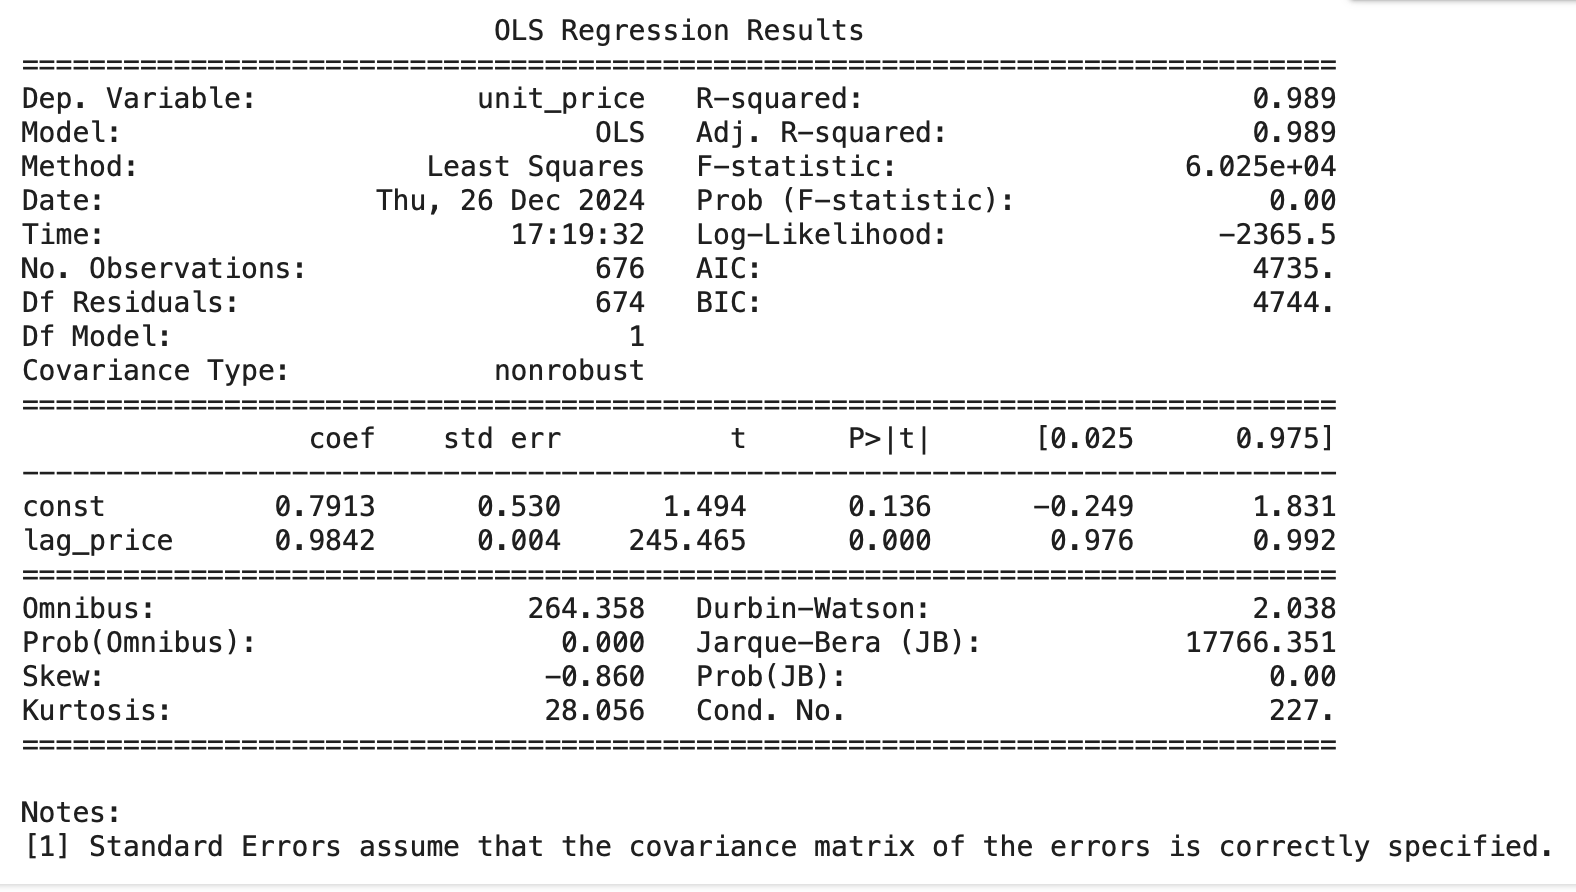 OLS Regression Results
==============================================================================
Dep. Variable:             unit_price   R-squared:                       0.989
Model:                            OLS   Adj. R-squared:                  0.989
Method:                 Least Squares   F-statistic:                 6.025e+04
Date:                Thu, 26 Dec 2024   Prob (F-statistic):               0.00
Time:                        17:19:32   Log-Likelihood:                -2365.5
No. Observations:                 676   AIC:                             4735.
Df Residuals:                     674   BIC:                             4744.
Df Model:                           1
Covariance Type:            nonrobust
==============================================================================
                 coef    std err          t      P>|t|      [0.025      0.975]
------------------------------------------------------------------------------
const          0.7913      0.530      1.494      0.136      -0.249       1.831
lag_price      0.9842      0.004    245.465      0.000       0.976       0.992
==============================================================================
Omnibus:                      264.358   Durbin-Watson:                   2.038
Prob(Omnibus):                  0.000   Jarque-Bera (JB):            17766.351
Skew:                          -0.860   Prob(JB):                         0.00
Kurtosis:                      28.056   Cond. No.                         227.
==============================================================================
Notes:
[1] Standard Errors assume that the covariance matrix of the errors is correctly specified.